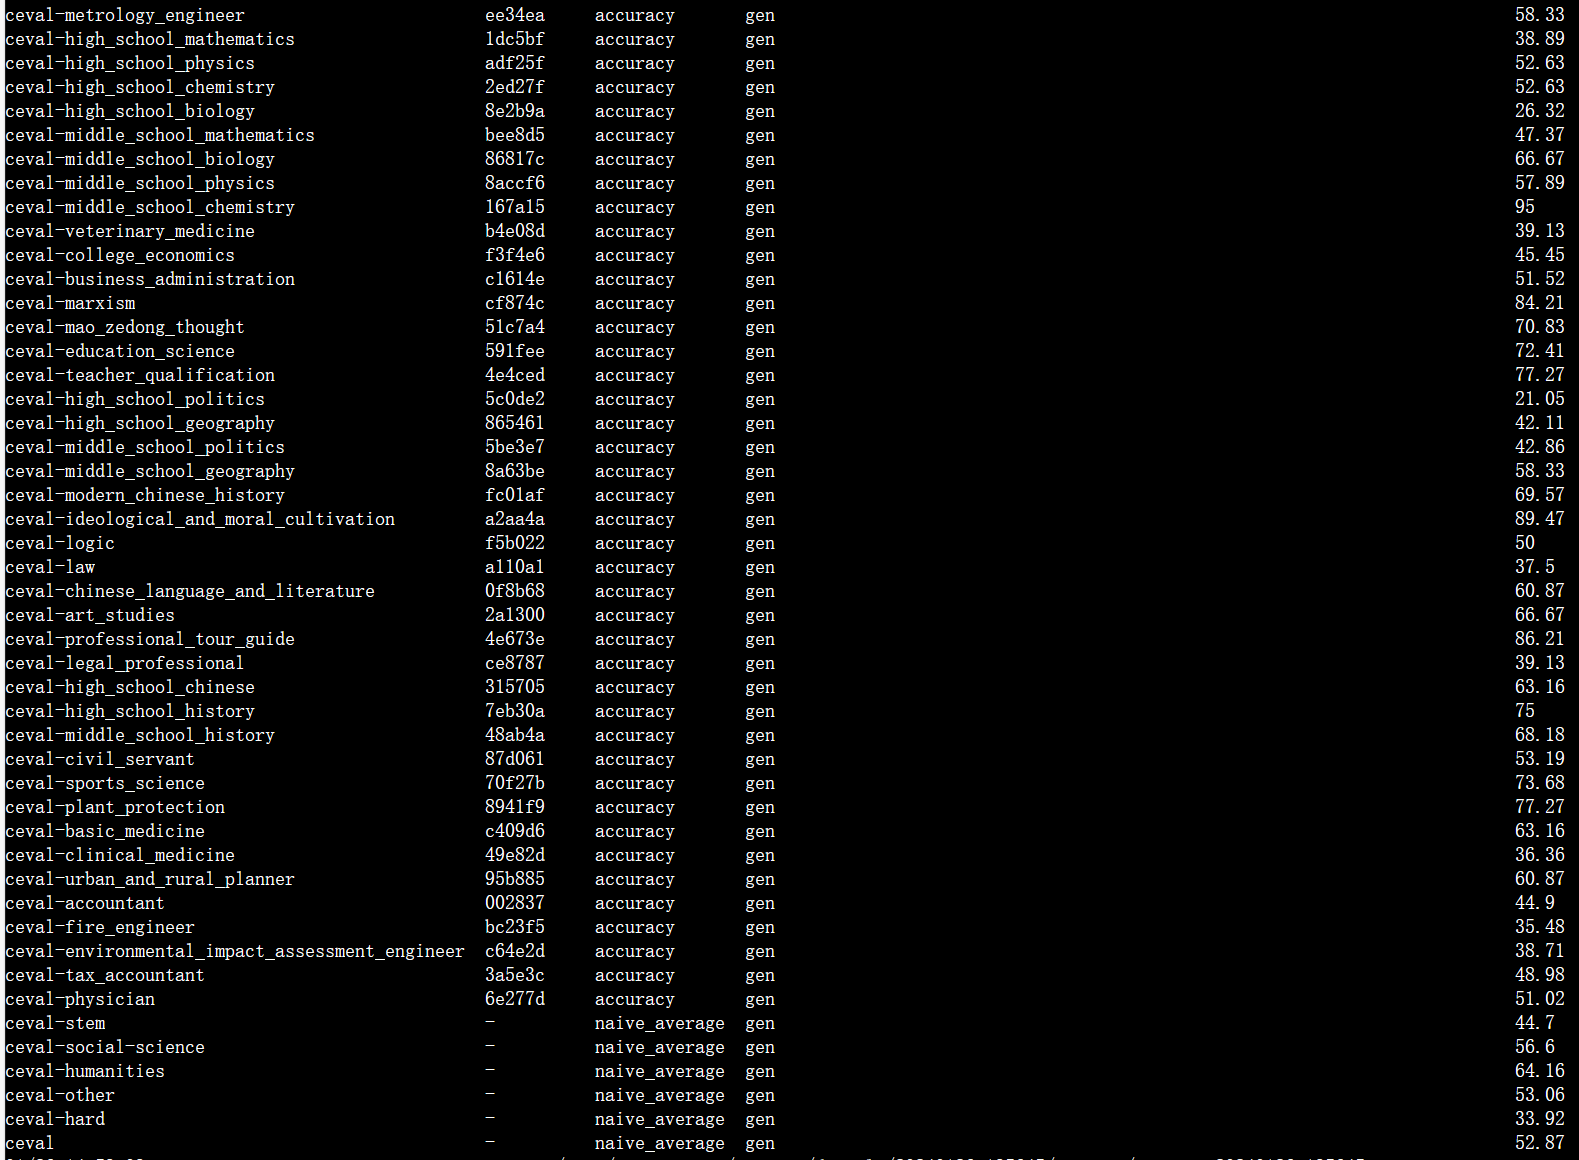 ceval-metrology_engineer ee34ea accuracy gen 58.33
ceval-high_school_mathematics 1dc5bf accuracy gen 38.89
ceval-high_school_physics adf25f accuracy gen 52.63
ceval-high_school_chemistry 2ed27f accuracy gen 52.63
ceval-high_school_biology 8e2b9a accuracy gen 26.32
ceval-middle_school_mathematics bee8d5 accuracy gen 47.37
ceval-middle_school_biology 86817c accuracy gen 66.67
ceval-middle_school_physics 8accf6 accuracy gen 57.89
ceval-middle_school_chemistry 167a15 accuracy gen 95
ceval-veterinary_medicine b4e08d accuracy gen 39.13
ceval-college_economics f3f4e6 accuracy gen 45.45
ceval-business_administration c1614e accuracy gen 51.52
ceval-marxism cf874c accuracy gen 84.21
ceval-mao_zedong_thought 51c7a4 accuracy gen 70.83
ceval-education_science 591fee accuracy gen 72.41
ceval-teacher_qualification 4e4ced accuracy gen 77.27
ceval-high_school_politics 5c0de2 accuracy gen 21.05
ceval-high_school_geography 865461 accuracy gen 42.11
ceval-middle_school_politics 5be3e7 accuracy gen 42.86
ceval-middle_school_geography 8a63be accuracy gen 58.33
ceval-modern_chinese_history fc01af accuracy gen 69.57
ceval-ideological_and_moral_cultivation a2aa4a accuracy gen 89.47
ceval-logic f5b022 accuracy gen 50
ceval-law a110a1 accuracy gen 37.5
ceval-chinese_language_and_literature 0f8b68 accuracy gen 60.87
ceval-art_studies 2a1300 accuracy gen 66.67
ceval-professional_tour_guide 4e673e accuracy gen 86.21
ceval-legal_professional ce8787 accuracy gen 39.13
ceval-high_school_chinese 315705 accuracy gen 63.16
ceval-high_school_history 7eb30a accuracy gen 75
ceval-middle_school_history 48ab4a accuracy gen 68.18
ceval-civil_servant 87d061 accuracy gen 53.19
ceval-sports_science 70f27b accuracy gen 73.68
ceval-plant_protection 8941f9 accuracy gen 77.27
ceval-basic_medicine c409d6 accuracy gen 63.16
ceval-clinical_medicine 49e82d accuracy gen 36.36
ceval-urban_and_rural_planner 95b885 accuracy gen 60.87
ceval-accountant 002837 accuracy gen 44.9
ceval-fire_engineer bc23f5 accuracy gen 35.48
ceval-environmental_impact_assessment_engineer c64e2d accuracy gen 38.71
ceval-tax_accountant 3a5e3c accuracy gen 48.98
ceval-physician 6e277d accuracy gen 51.02
ceval-stem - naive_average gen 44.7
ceval-social-science - naive_average gen 56.6
ceval-humanities - naive_average gen 64.16
ceval-other - naive_average gen 53.06
ceval-hard - naive_average gen 33.92
ceval - naive_average gen 52.87